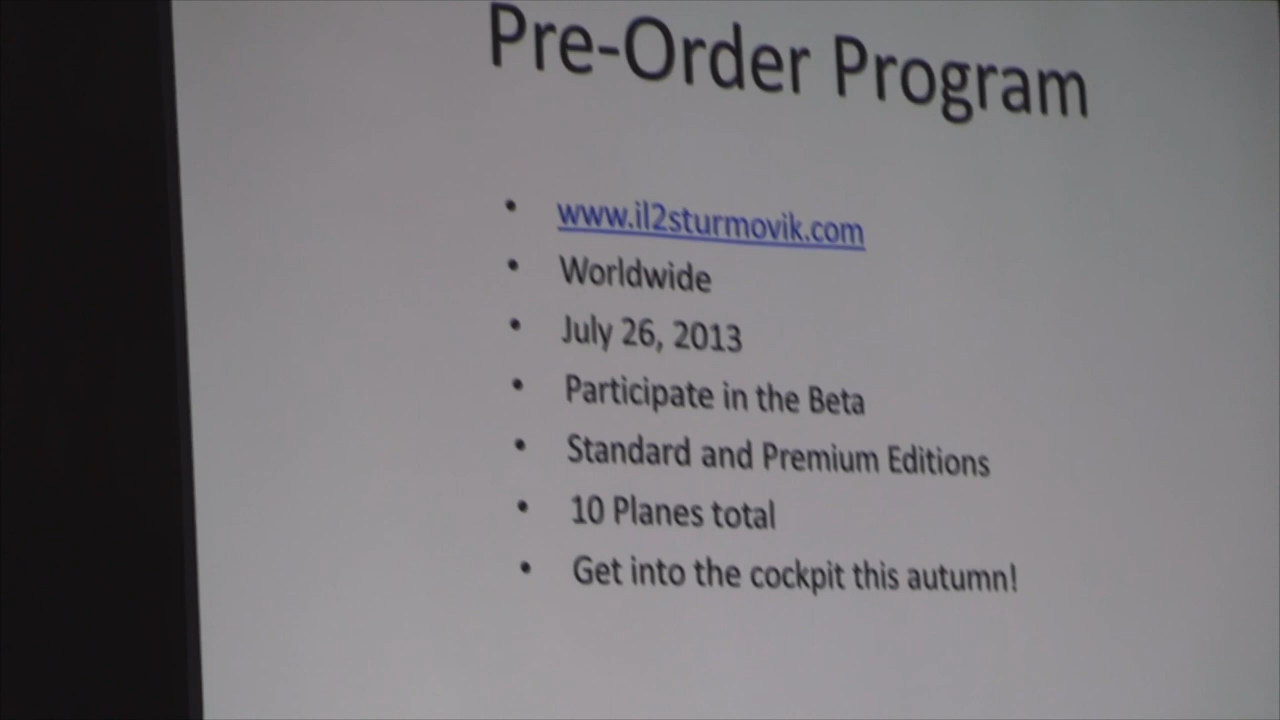 Pre-Order Program
• www.il2sturmovik.com
• Worldwide
• July 26, 2013
• Participate in the Beta
• Standard and Premium Editions
• 10 Planes total
• Get into the cockpit this autumn!